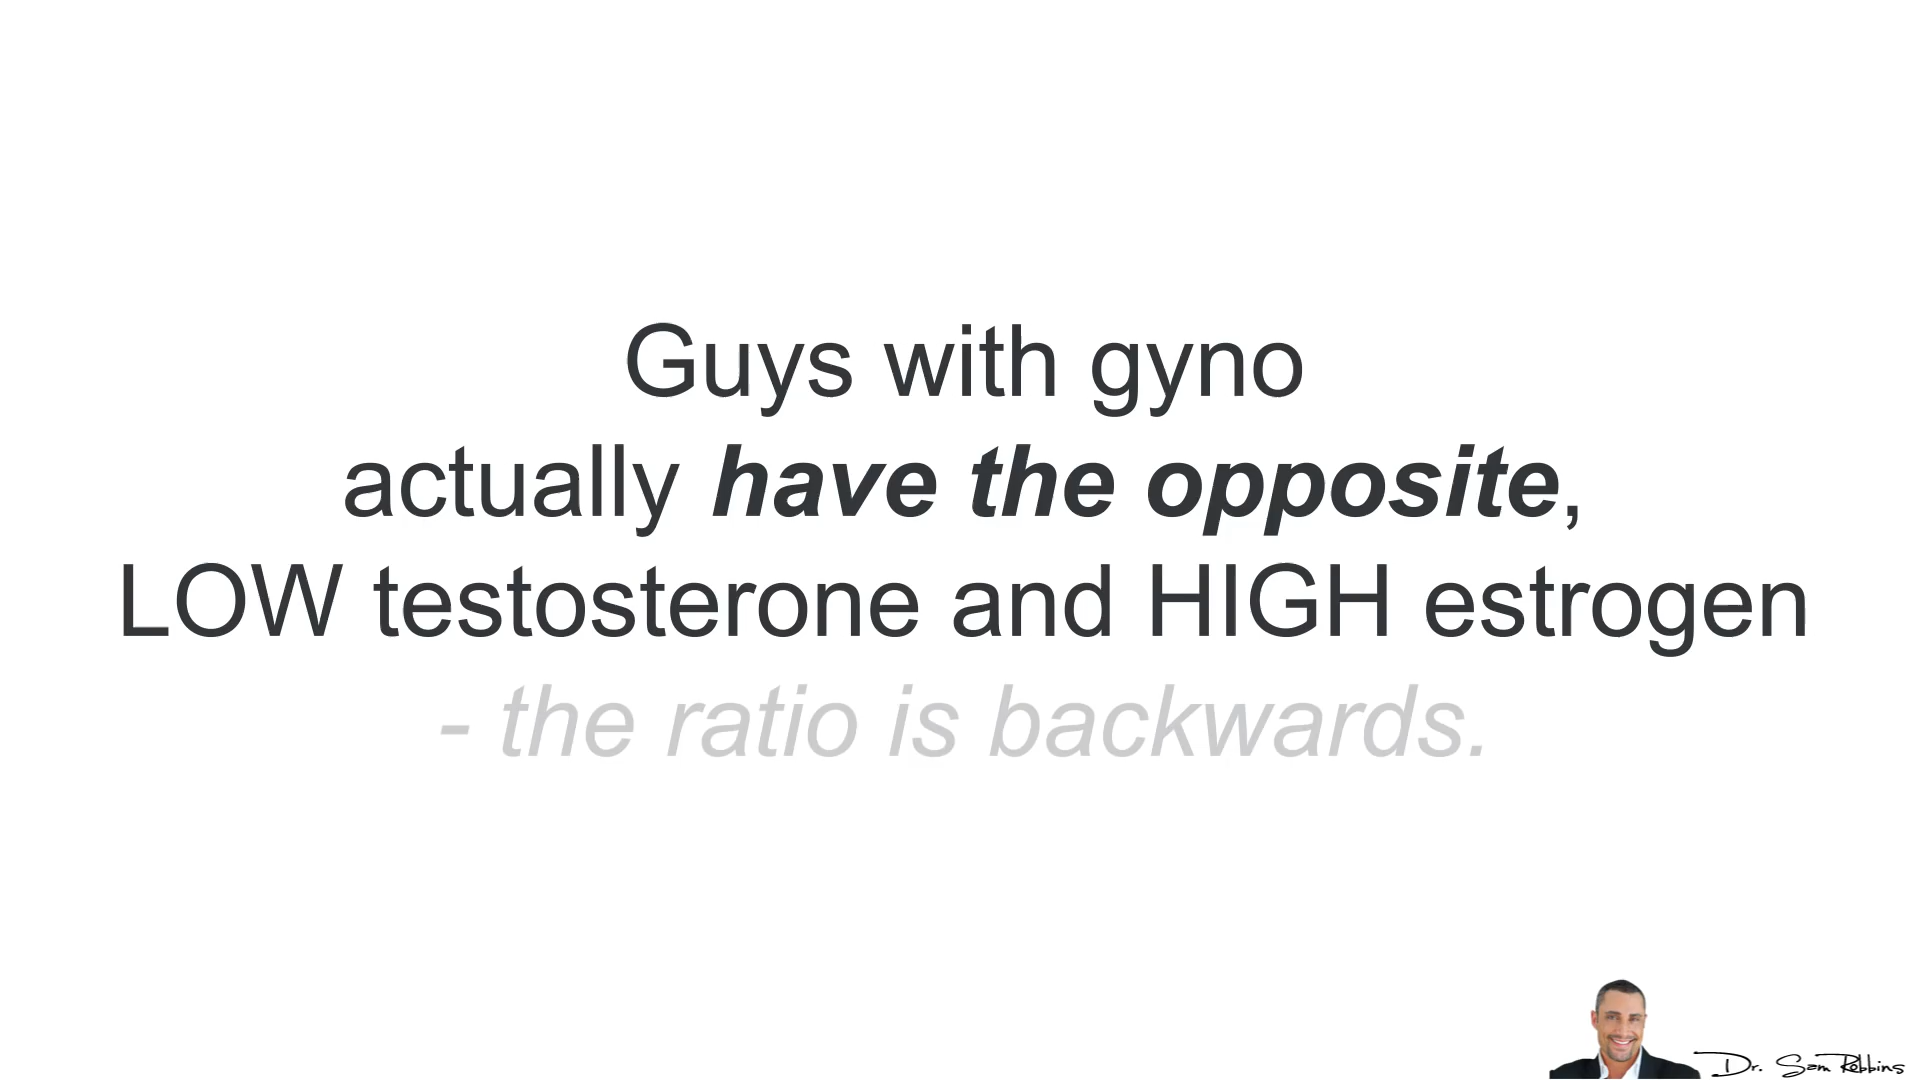 Guys with gyno
actually have the opposite,
LOW testosterone and HIGH estrogen
- the ratio is backwards.
Dr. Sam Robbins